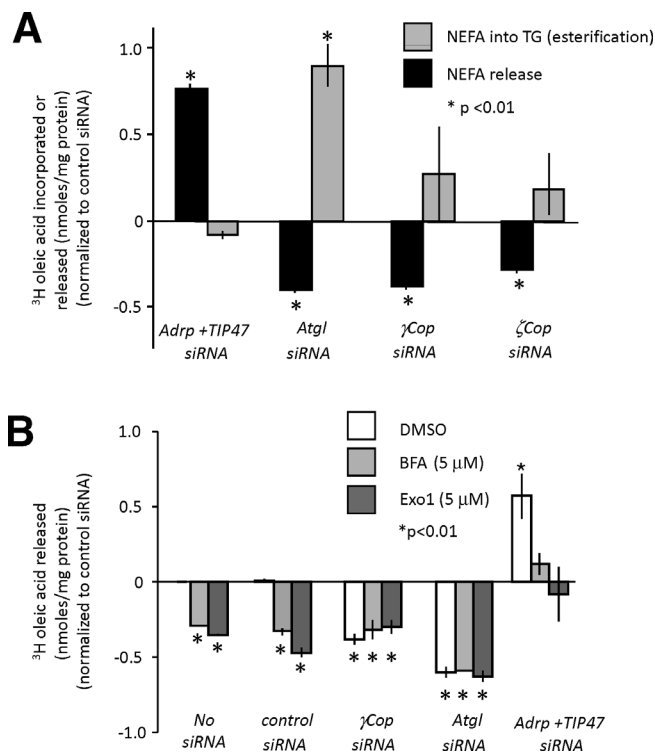 A
NEFA into TG (esterification)
NEFA release
* p <0.01
³H oleic acid incorporated or
released (nmoles/mg protein)
(normalized to control siRNA)
1.0
0.5
0
-0.5
*
*
*
*
*
Adrp +TIP47
siRNA
Atgl
siRNA
γCop
siRNA
ζCop
siRNA
B
DMSO
BFA (5 μM)
Exo1 (5 μM)
*p<0.01
³H oleic acid released
(nmoles/mg protein)
(normalized to control siRNA)
1.0
0.5
0
-0.5
-1.0
*
* *
* *
* * *
* * *
No
siRNA
control
siRNA
γCop
siRNA
Atgl
siRNA
Adrp +TIP47
siRNA